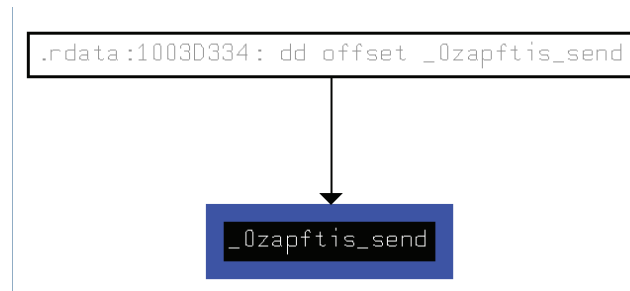 .rdata:1003D334: dd offset _0zapftis_send
_0zapftis_send